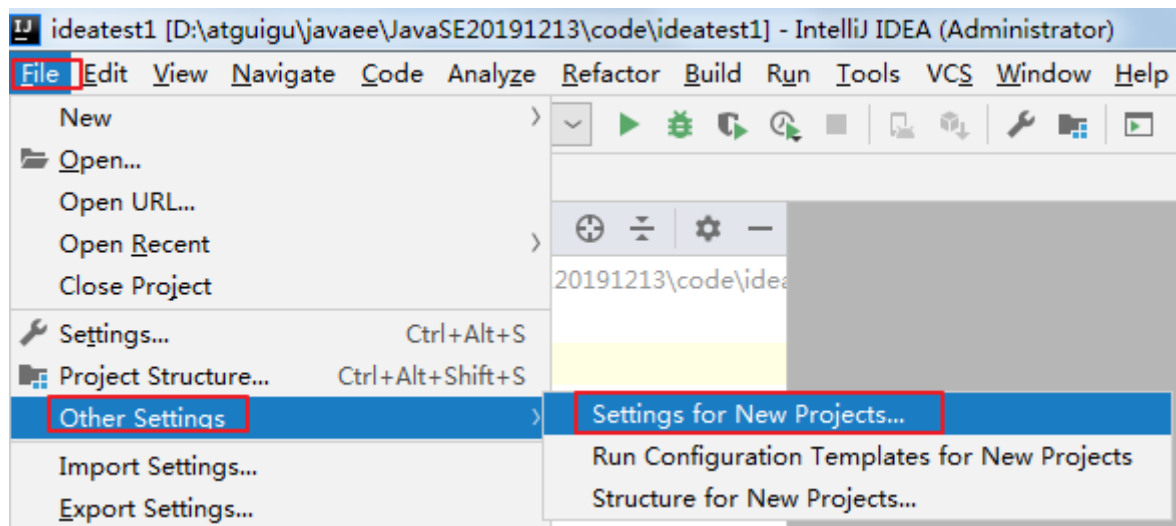 ideatest1 [D:\atguigu\javaee\JavaSE20191213\code\ideatest1] - IntelliJ IDEA (Administrator)
File Edit View Navigate Code Analyze Refactor Build Run Tools VCS Window Help
New
Open...
Open URL...
Open Recent
Close Project
20191213\code\idea
Settings... Ctrl+Alt+S
Project Structure... Ctrl+Alt+Shift+S
Other Settings
Settings for New Projects...
Run Configuration Templates for New Projects
Structure for New Projects...
Import Settings...
Export Settings...